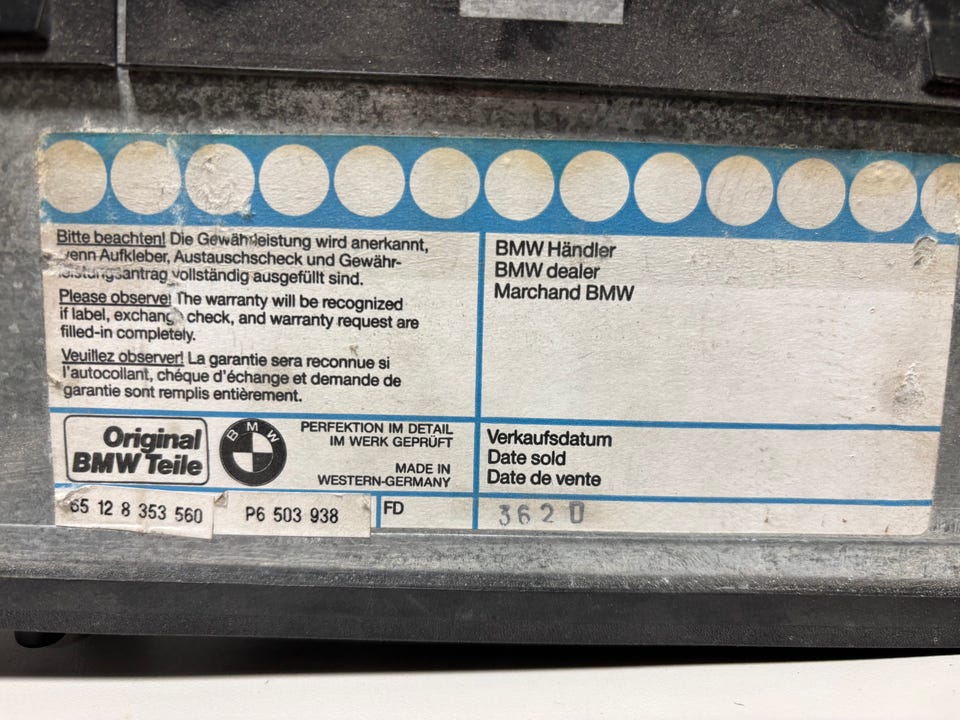 Bitte beachten! Die Gewährleistung wird anerkannt,
wenn Aufkleber, Austauschscheck und Gewähr-
leistungsantrag vollständig ausgefüllt sind.
Please observe! The warranty will be recognized
if label, exchange check, and warranty request are
filled-in completely.
Veuillez observer! La garantie sera reconnue si
l'autocollant, chéque d'échange et demande de
garantie sont remplis entièrement.
BMW Händler
BMW dealer
Marchand BMW
Original
BMW Teile
BMW
PERFEKTION IM DETAIL
IM WERK GEPRÜFT
MADE IN
WESTERN-GERMANY
Verkaufsdatum
Date sold
Date de vente
65 12 8 353 560
P6 503 938
FD
362 D